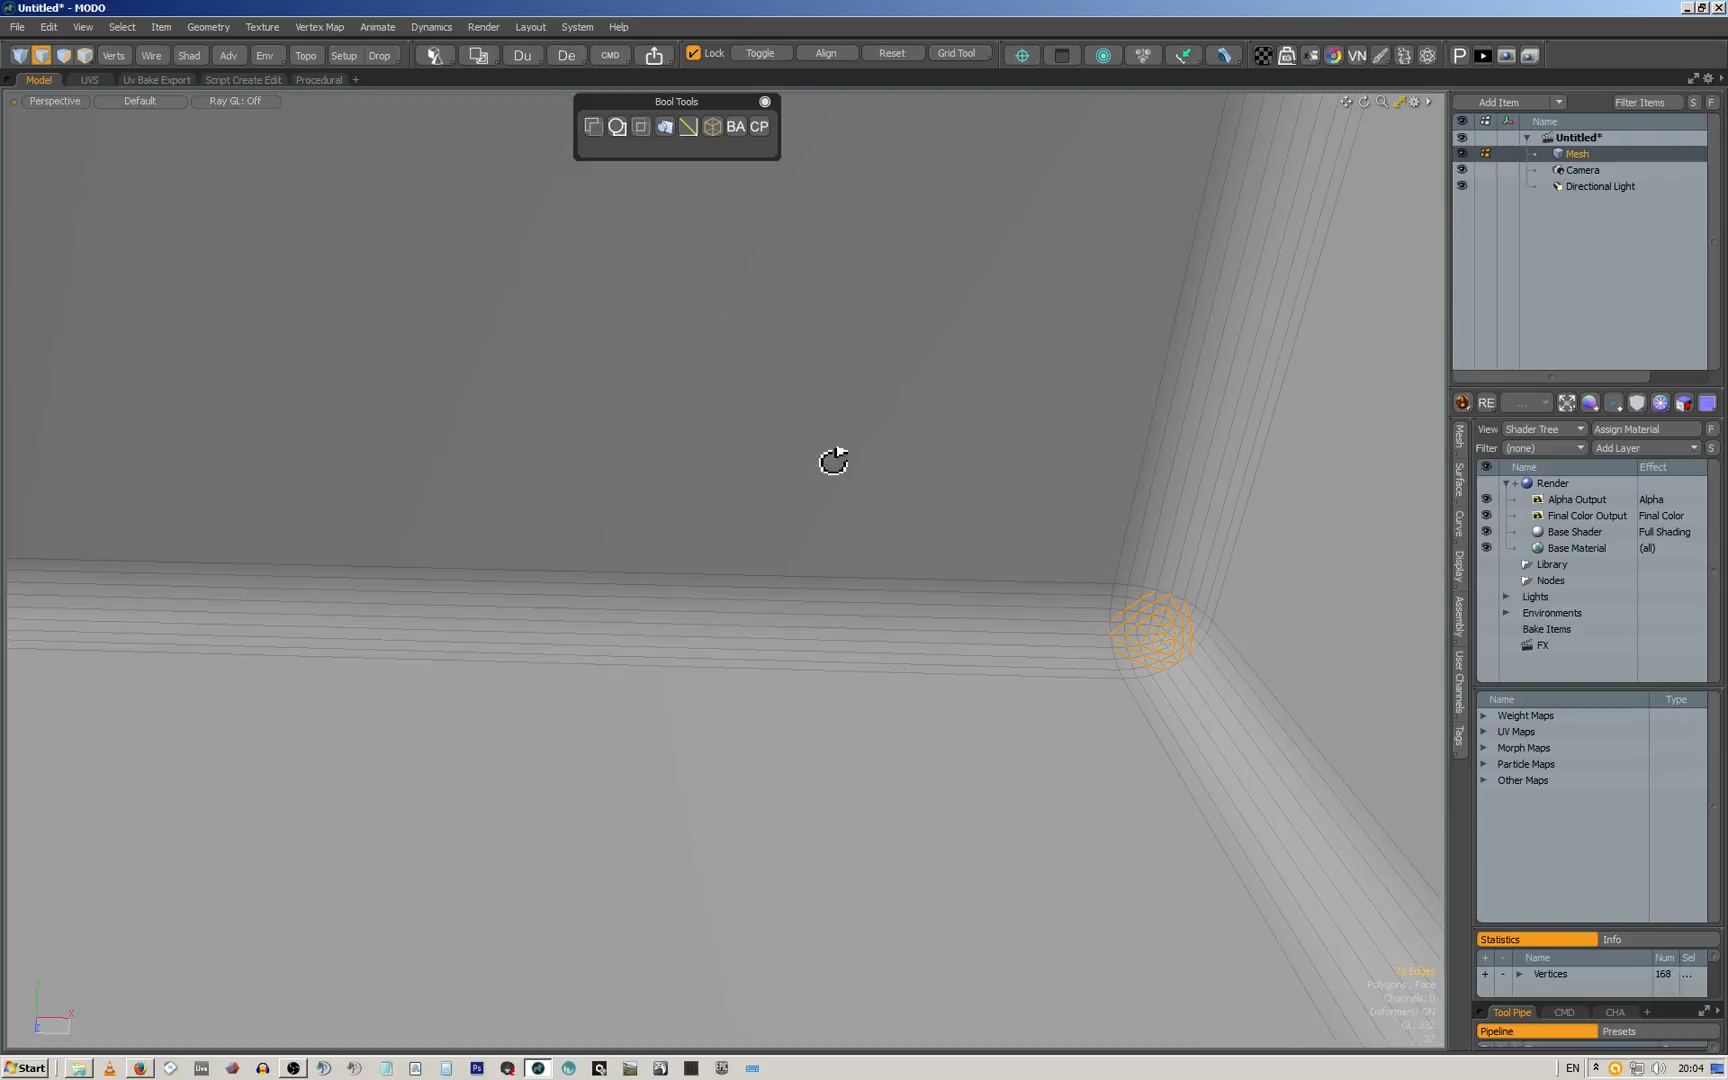 Untitled* - MODO
File Edit View Select Item Geometry Texture Vertex Map Animate Dynamics Render Layout System Help
Verts Wire Shad Adv Env Topo Setup Drop Du De CMD Lock Toggle Align Reset Grid Tool VN P
Model UVS Uv Bake Export Script Create Edit Procedural +
Perspective Default Ray GL: Off
Bool Tools
BA CP
Add Item Filter Items S F
Name
Untitled*
Mesh
Camera
Directional Light
RE ...
View Shader Tree Assign Material F
Filter (none) Add Layer S
Name Effect
Render
Alpha Output Alpha
Final Color Output Final Color
Base Shader Full Shading
Base Material (all)
Library
Nodes
Lights
Environments
Bake Items
FX
Mesh
Surface
Curve
Display
Assembly
User Channels
Tags
Name Type
Weight Maps
UV Maps
Morph Maps
Particle Maps
Other Maps
Statistics Info
+ - Name Num Sel
+ - Vertices 168 ...
Tool Pipe CMD CHA +
Pipeline Presets
Edges
Polygons : Face
Channels: 0
Deformers: ON
GL: 332
X
Z
Start Live Ps EN 20:04